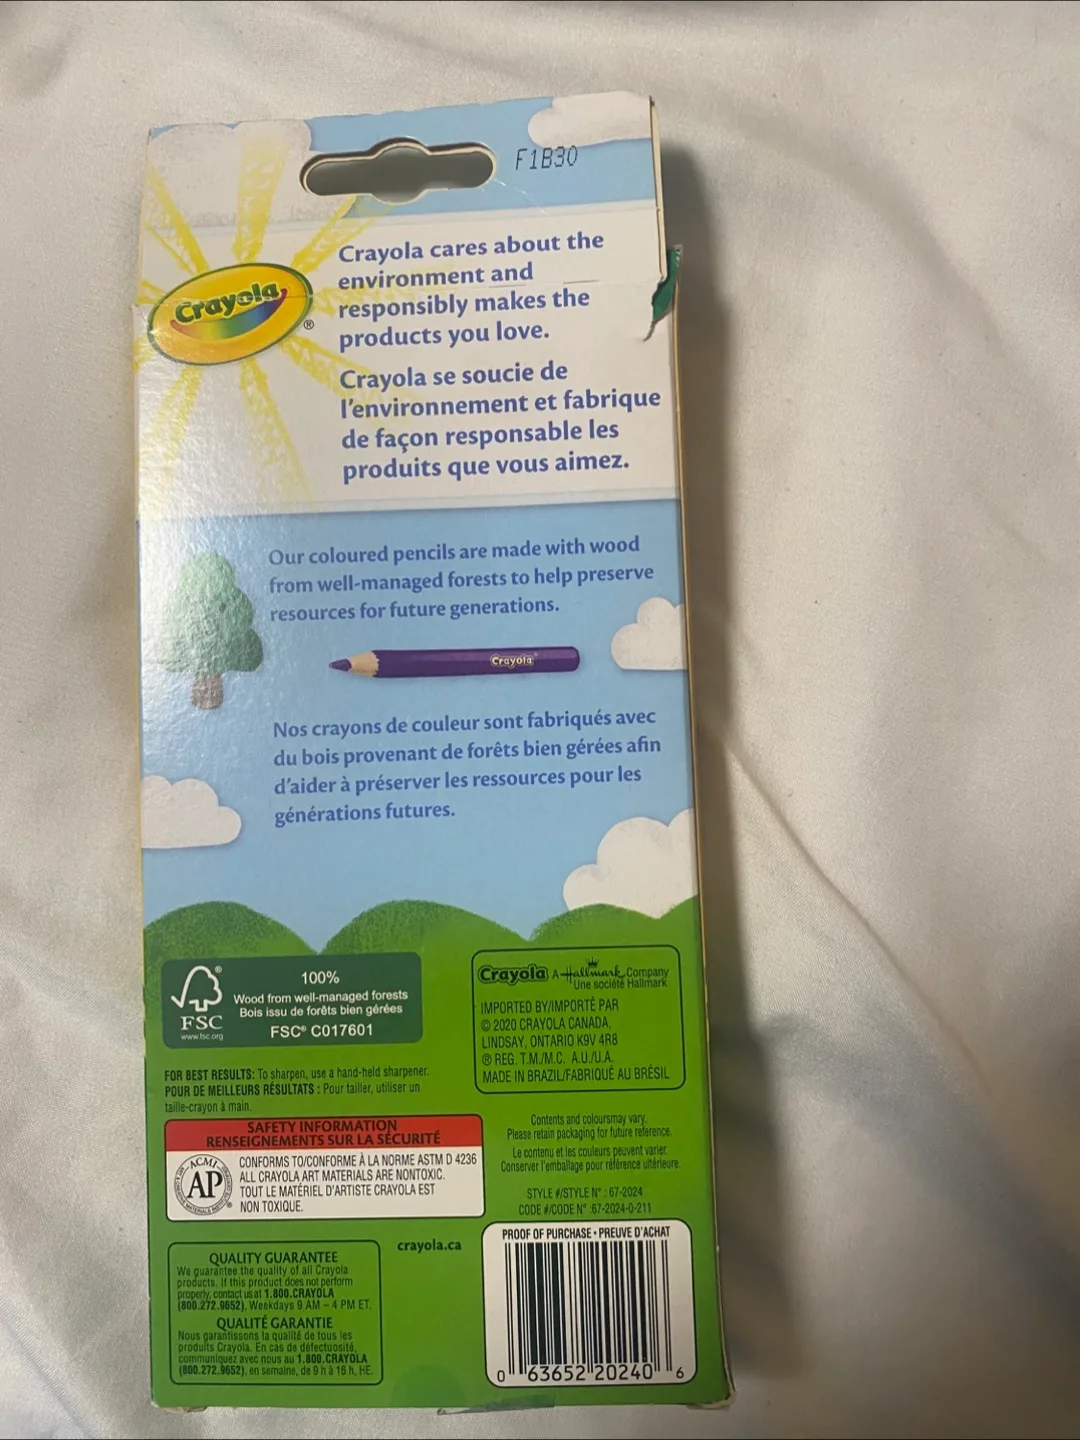 F1B30
Crayola®
Crayola cares about the
environment and
responsibly makes the
products you love.
Crayola se soucie de
l'environnement et fabrique
de façon responsable les
produits que vous aimez.
Our coloured pencils are made with wood
from well-managed forests to help preserve
resources for future generations.
Crayola®
Nos crayons de couleur sont fabriqués avec
du bois provenant de forêts bien gérées afin
d'aider à préserver les ressources pour les
générations futures.
®
FSC
www.fsc.org
100%
Wood from well-managed forests
Bois issu de forêts bien gérées
FSC® C017601
Crayola A Hallmark Company
Une société Hallmark
IMPORTED BY/IMPORTÉ PAR
© 2020 CRAYOLA CANADA,
LINDSAY, ONTARIO K9V 4R8
® REG. T.M./M.C. A.U./U.A.
MADE IN BRAZIL/FABRIQUÉ AU BRÉSIL
FOR BEST RESULTS: To sharpen, use a hand-held sharpener.
POUR DE MEILLEURS RÉSULTATS : Pour tailler, utiliser un
taille-crayon à main.
SAFETY INFORMATION
RENSEIGNEMENTS SUR LA SÉCURITÉ
ACMI
AP
®
CONFORMS TO/CONFORME À LA NORME ASTM D 4236
ALL CRAYOLA ART MATERIALS ARE NONTOXIC.
TOUT LE MATÉRIEL D'ARTISTE CRAYOLA EST
NON TOXIQUE.
Contents and coloursmay vary.
Please retain packaging for future reference.
Le contenu et les couleurs peuvent varier.
Conserver l'emballage pour référence ultérieure.
STYLE #/STYLE N° : 67-2024
CODE #/CODE N° :67-2024-0-211
crayola.ca
QUALITY GUARANTEE
We guarantee the quality of all Crayola
products. If this product does not perform
properly, contact us at 1.800.CRAYOLA
(800.272.9652), Weekdays 9 AM – 4 PM ET.
QUALITÉ GARANTIE
Nous garantissons la qualité de tous les
produits Crayola. En cas de défectuosité,
communiquez avec nous au 1.800.CRAYOLA
(800.272.9652), en semaine, de 9 h à 16 h, HE.
PROOF OF PURCHASE • PREUVE D'ACHAT
0 63652 20240 6